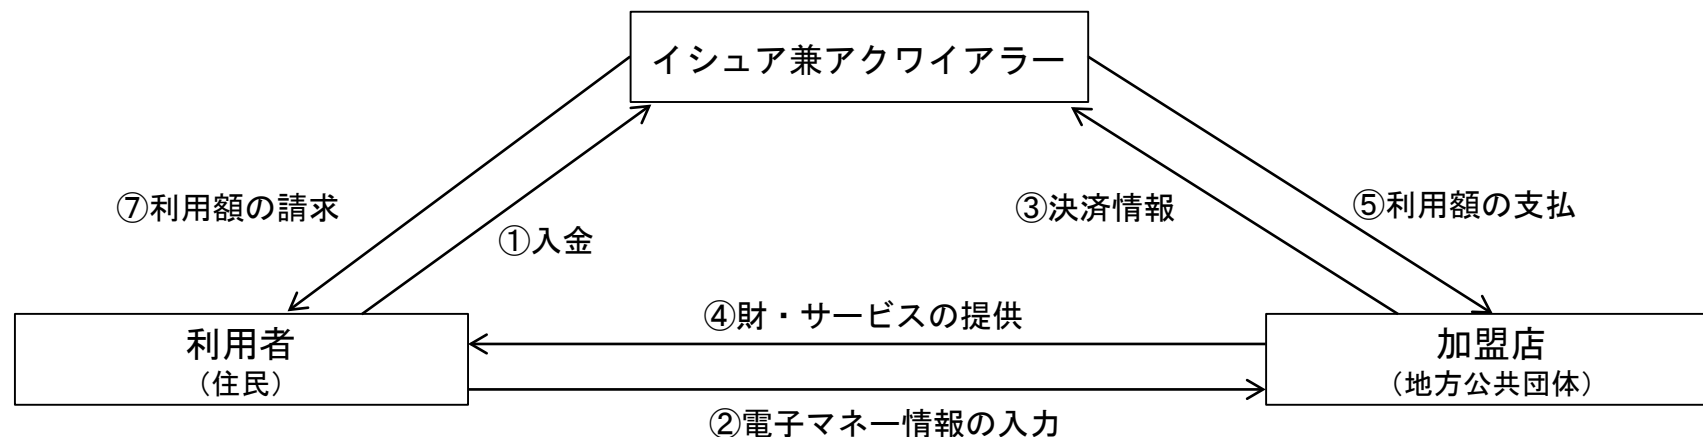 イシュア兼アクワイアラー
⑦利用額の請求
①入金
③決済情報
⑤利用額の支払
④財・サービスの提供
利用者
（住民）
加盟店
（地方公共団体）
②電子マネー情報の入力